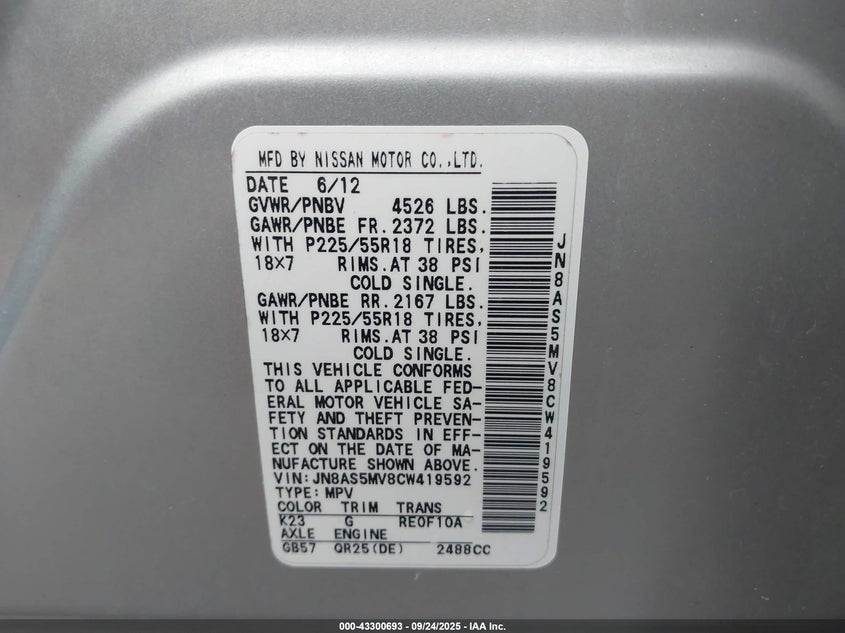 MFD BY NISSAN MOTOR CO.,LTD.
DATE 6/12
GVWR/PNBV 4526 LBS.
GAWR/PNBE FR.2372 LBS.
WITH P225/55R18 TIRES,
18×7 RIMS.AT 38 PSI
COLD SINGLE.
GAWR/PNBE RR.2167 LBS.
WITH P225/55R18 TIRES,
18×7 RIMS.AT 38 PSI
COLD SINGLE.
THIS VEHICLE CONFORMS
TO ALL APPLICABLE FED-
ERAL MOTOR VEHICLE SA-
FETY AND THEFT PREVEN-
TION STANDARDS IN EFF-
ECT ON THE DATE OF MA-
NUFACTURE SHOWN ABOVE.
VIN:JN8AS5MV8CW419592
TYPE:MPV
COLOR TRIM TRANS
K23 G RE0F10A
AXLE ENGINE
GB57 QR25(DE) 2488CC
JN8AS5MV8CW419592
000-43300693 - 09/24/2025 - IAA Inc.